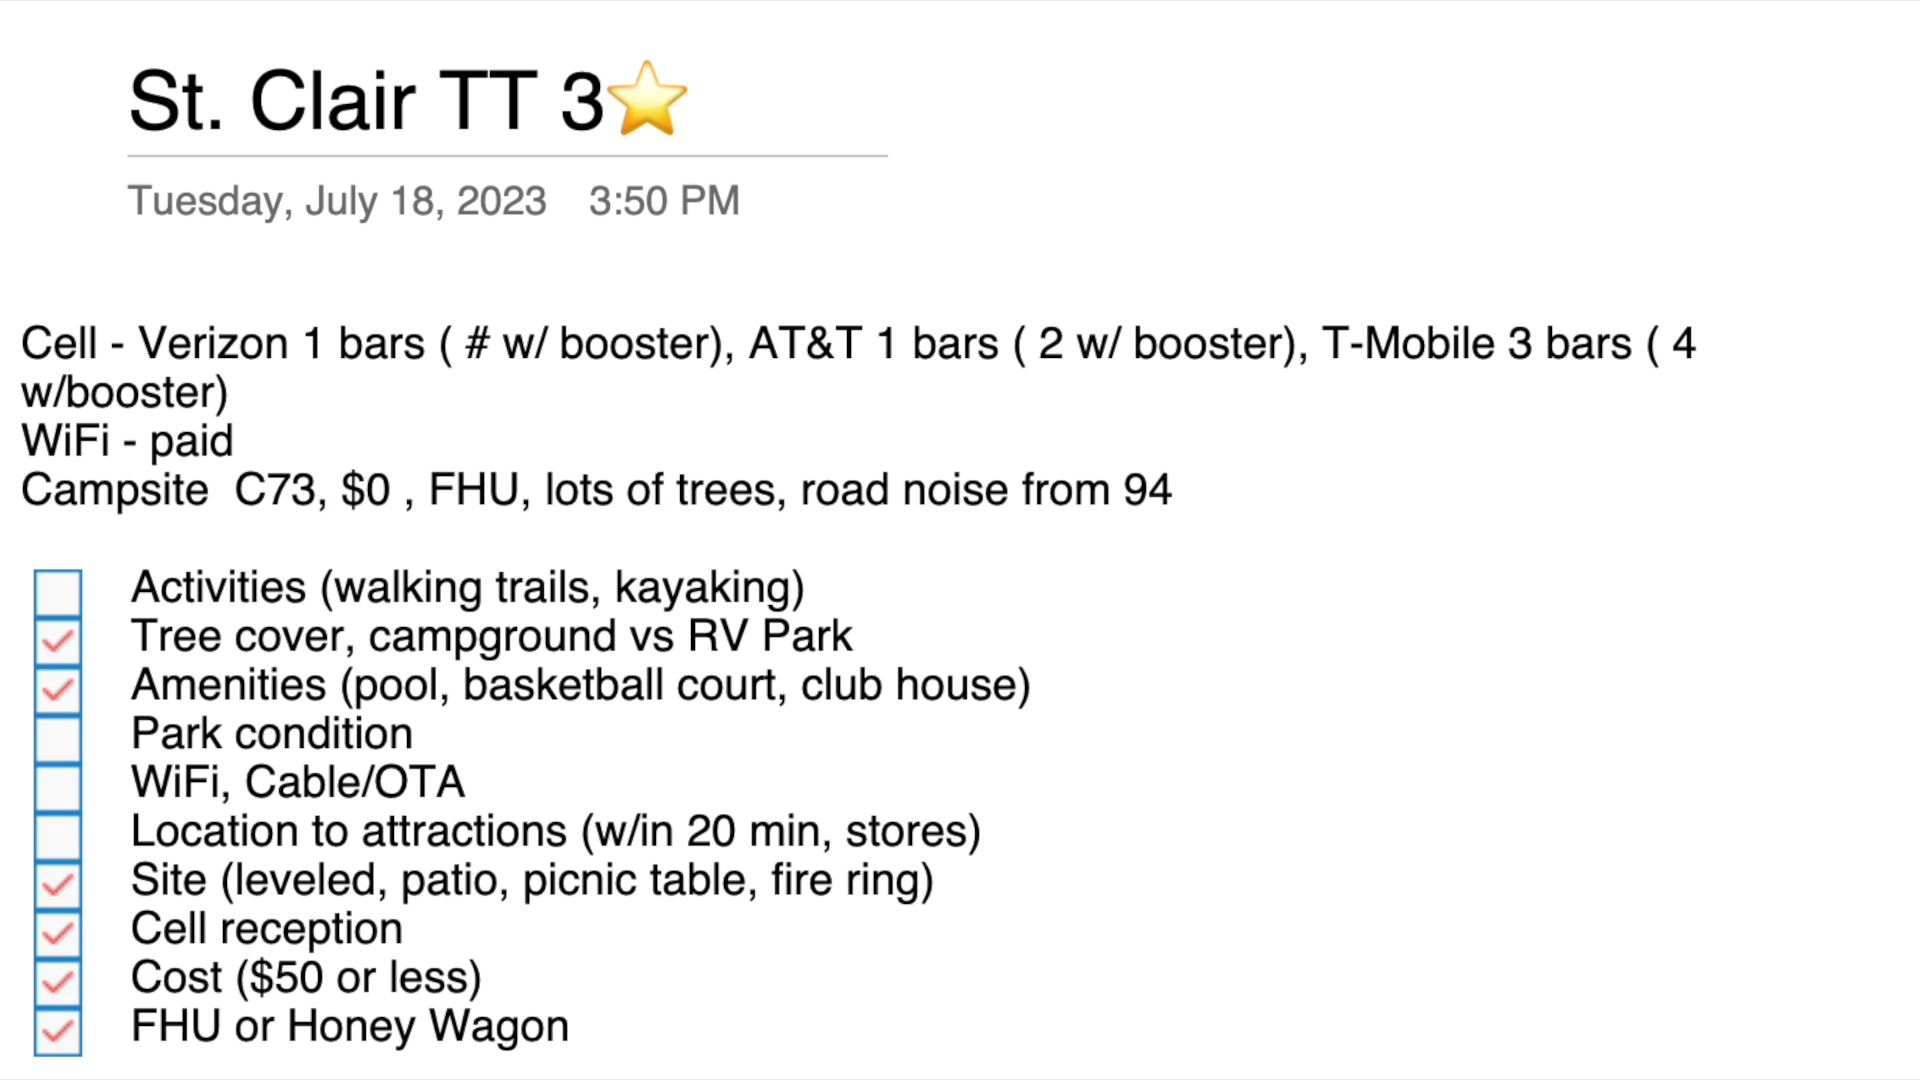 St. Clair TT 3⭐
Tuesday, July 18, 2023 3:50 PM
Cell - Verizon 1 bars ( # w/ booster), AT&T 1 bars ( 2 w/ booster), T-Mobile 3 bars ( 4
w/booster)
WiFi - paid
Campsite  C73, $0 , FHU, lots of trees, road noise from 94
Activities (walking trails, kayaking)
Tree cover, campground vs RV Park
Amenities (pool, basketball court, club house)
Park condition
WiFi, Cable/OTA
Location to attractions (w/in 20 min, stores)
Site (leveled, patio, picnic table, fire ring)
Cell reception
Cost ($50 or less)
FHU or Honey Wagon